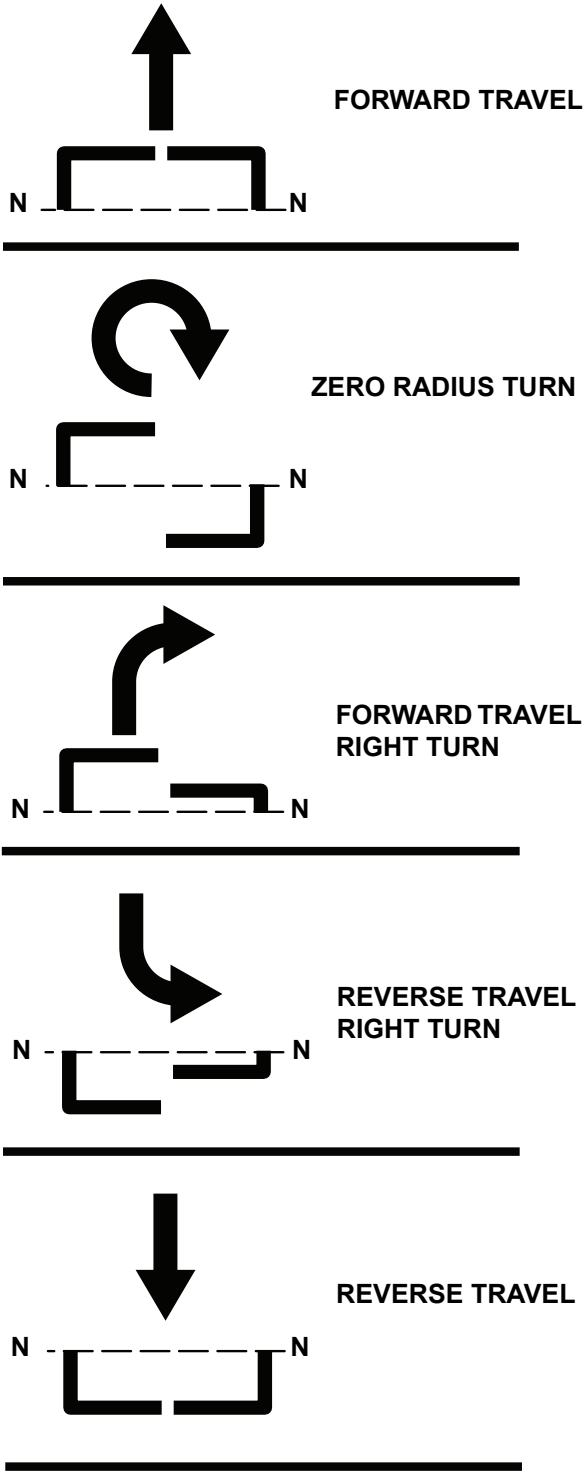 FORWARD TRAVEL
N N
ZERO RADIUS TURN
N N
FORWARD TRAVEL
RIGHT TURN
N N
REVERSE TRAVEL
RIGHT TURN
N N
REVERSE TRAVEL
N N